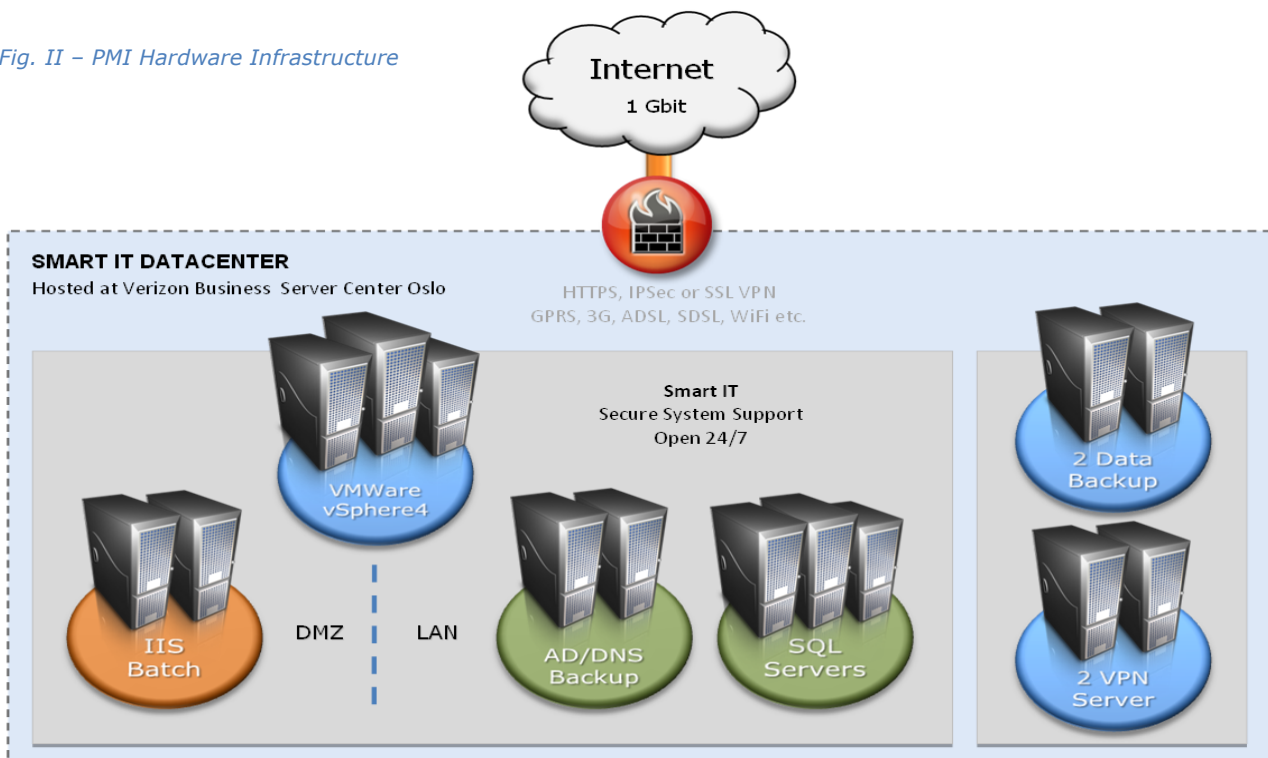 Fig. II – PMI Hardware Infrastructure
Internet
1 Gbit
SMART IT DATACENTER
Hosted at Verizon Business Server Center Oslo
HTTPS, IPSec or SSL VPN
GPRS, 3G, ADSL, SDSL, WiFi etc.
Smart IT
Secure System Support
Open 24/7
VMWare
vSphere4
2 Data
Backup
IIS
Batch
DMZ
LAN
AD/DNS
Backup
SQL
Servers
2 VPN
Server